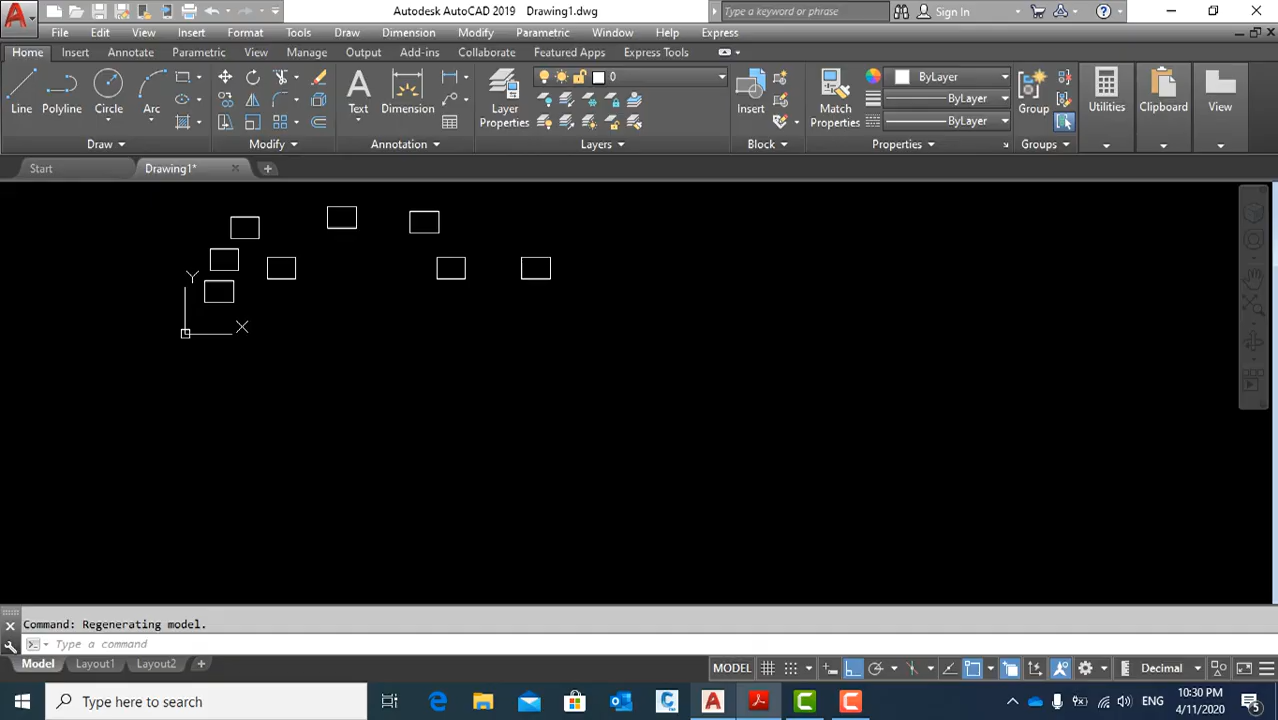 Autodesk AutoCAD 2019 Drawing1.dwg
Type a keyword or phrase
Sign In
File Edit View Insert Format Tools Draw Dimension Modify Parametric Window Help Express
Home Insert Annotate Parametric View Manage Output Add-ins Collaborate Featured Apps Express Tools
Line
Polyline
Circle
Arc
Text
Dimension
Layer
Properties
0
Insert
Match
Properties
ByLayer
ByLayer
ByLayer
Group
Utilities
Clipboard
View
Draw
Modify
Annotation
Layers
Block
Properties
Groups
Start
Drawing1*
Y
X
Command: Regenerating model.
Type a command
Model Layout1 Layout2
MODEL
Decimal
Type here to search
ENG
10:30 PM
4/11/2020
5